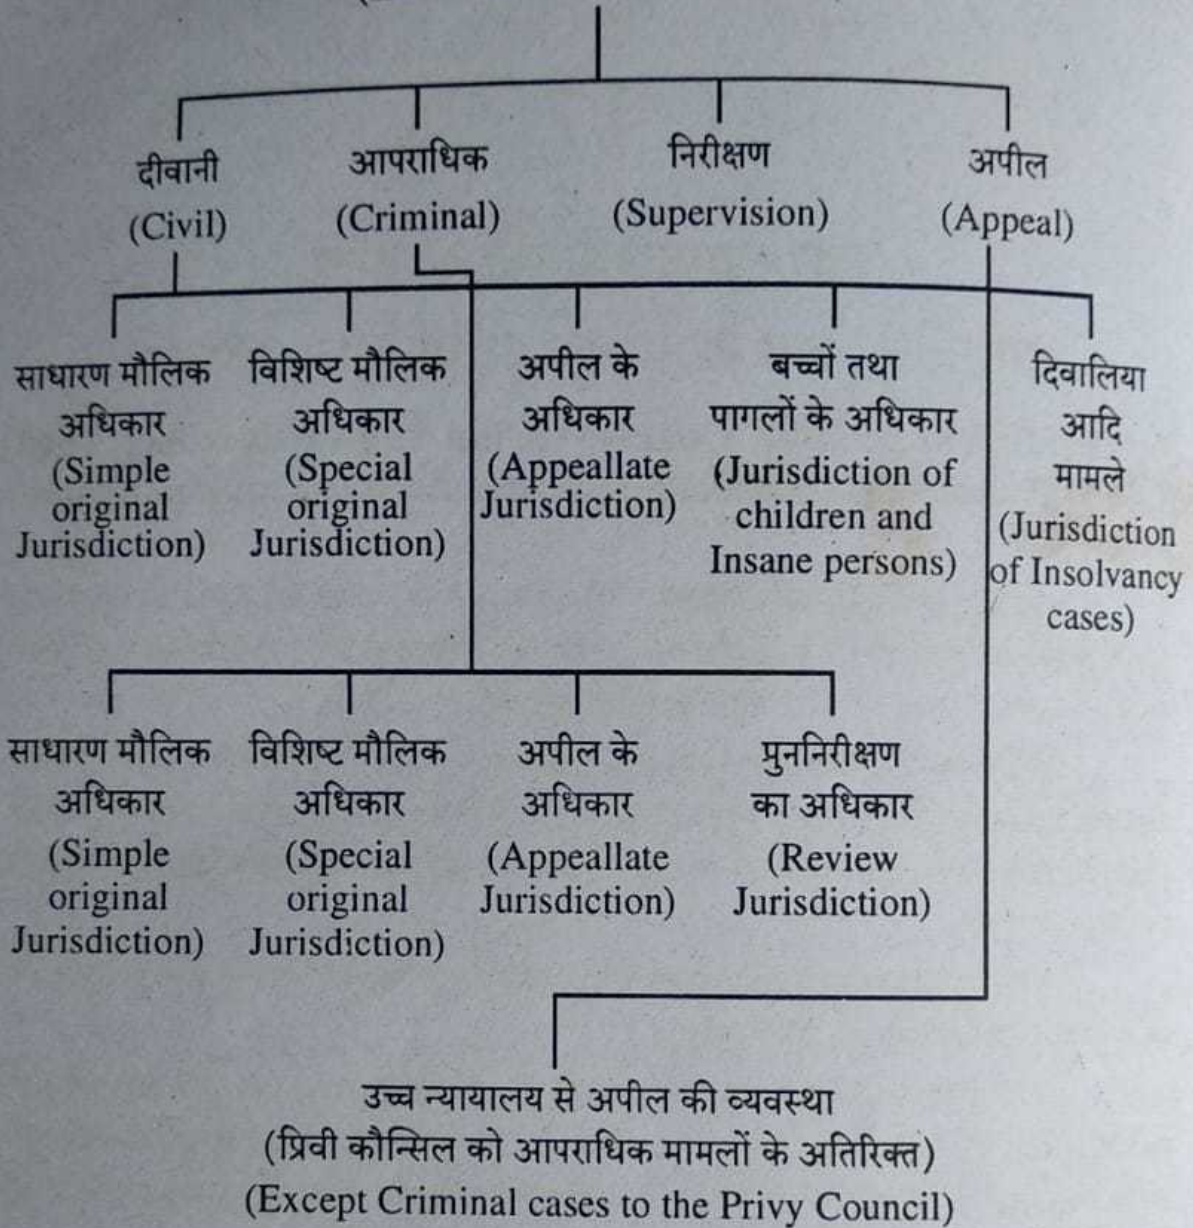 दीवानी
(Civil)
आपराधिक
(Criminal)
निरीक्षण
(Supervision)
अपील
(Appeal)
साधारण मौलिक
अधिकार
(Simple
original
Jurisdiction)
विशिष्ट मौलिक
अधिकार
(Special
original
Jurisdiction)
अपील के
अधिकार
(Appeallate
Jurisdiction)
बच्चों तथा
पागलों के अधिकार
(Jurisdiction of
children and
Insane persons)
दिवालिया
आदि
मामले
(Jurisdiction
of Insolvancy
cases)
साधारण मौलिक
अधिकार
(Simple
original
Jurisdiction)
विशिष्ट मौलिक
अधिकार
(Special
original
Jurisdiction)
अपील के
अधिकार
(Appeallate
Jurisdiction)
पुननिरीक्षण
का अधिकार
(Review
Jurisdiction)
उच्च न्यायालय से अपील की व्यवस्था
(प्रिवी कौन्सिल को आपराधिक मामलों के अतिरिक्त)
(Except Criminal cases to the Privy Council)